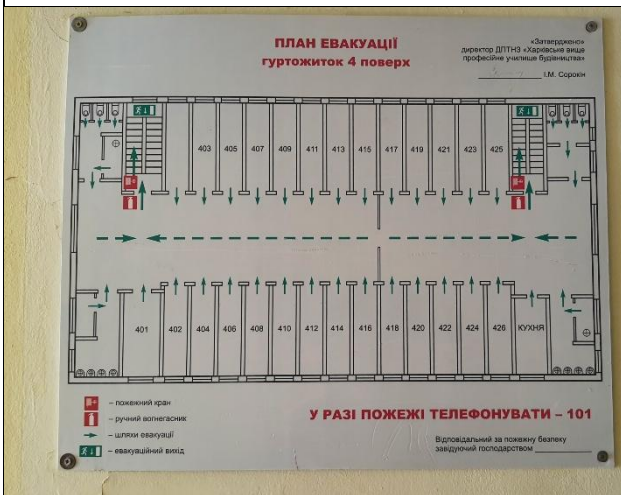 ПЛАН ЕВАКУАЦІЇ
гуртожиток 4 поверх
«Затверджено»
директор ДПТНЗ «Харківське вище
професійне училище будівництва»
І.М. Сорокін
403 405 407 409 411 413 415 417 419 421 423 425
401 402 404 406 408 410 412 414 416 418 420 422 424 426 КУХНЯ
– пожежний кран
– ручний вогнегасник
– шляхи евакуації
– евакуаційний вихід
У РАЗІ ПОЖЕЖІ ТЕЛЕФОНУВАТИ – 101
Відповідальний за пожежну безпеку
завідуючий господарством